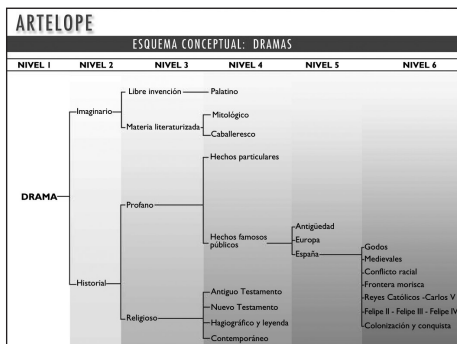 ARTELOPE
ESQUEMA CONCEPTUAL: DRAMAS
NIVEL 1 NIVEL 2 NIVEL 3 NIVEL 4 NIVEL 5 NIVEL 6
Libre invención Palatino
Imaginario
Mitológico
Materia literaturizada
Caballeresco
Hechos particulares
DRAMA
Profano
Antigüedad
Hechos famosos
públicos
Europa
Godos
España
Medievales
Conflicto racial
Historial
Frontera morisca
Antiguo Testamento
Reyes Católicos -Carlos V
Nuevo Testamento
Felipe II - Felipe III - Felipe IV
Religioso
Hagiográfico y leyenda
Colonización y conquista
Contemporáneo